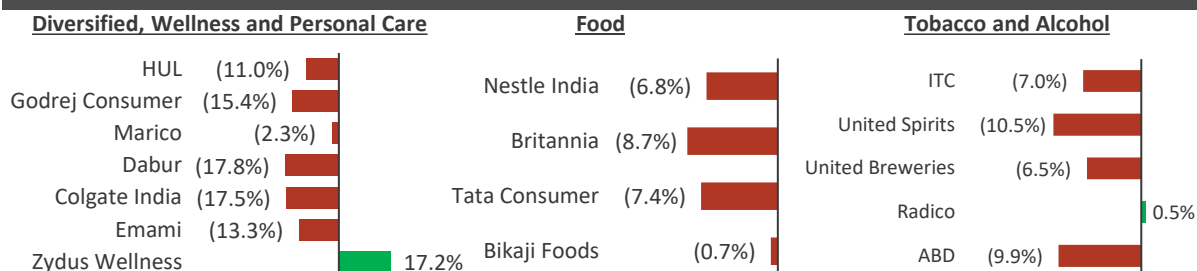 Diversified, Wellness and Personal Care
HUL (11.0%)
Godrej Consumer (15.4%)
Marico (2.3%)
Dabur (17.8%)
Colgate India (17.5%)
Emami (13.3%)
Zydus Wellness 17.2%
Food
Nestle India (6.8%)
Britannia (8.7%)
Tata Consumer (7.4%)
Bikaji Foods (0.7%)
Tobacco and Alcohol
ITC (7.0%)
United Spirits (10.5%)
United Breweries (6.5%)
Radico 0.5%
ABD (9.9%)